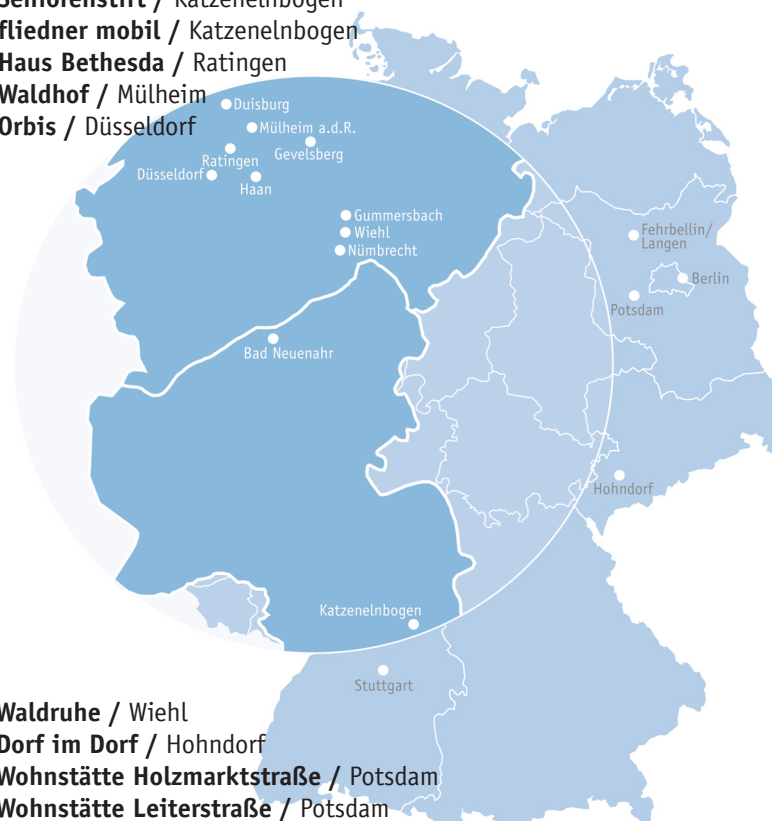 Seniorenstift / Katzenelnbogen
fliedner mobil / Katzenelnbogen
Haus Bethesda / Ratingen
Waldhof / Mülheim
Orbis / Düsseldorf
Duisburg
Mülheim a.d.R.
Gevelsberg
Ratingen
Düsseldorf
Haan
Gummersbach
Wiehl
Nümbrecht
Fehrbellin/
Langen
Berlin
Potsdam
Bad Neuenahr
Hohndorf
Katzenelnbogen
Stuttgart
Waldruhe / Wiehl
Dorf im Dorf / Hohndorf
Wohnstätte Holzmarktstraße / Potsdam
Wohnstätte Leiterstraße / Potsdam